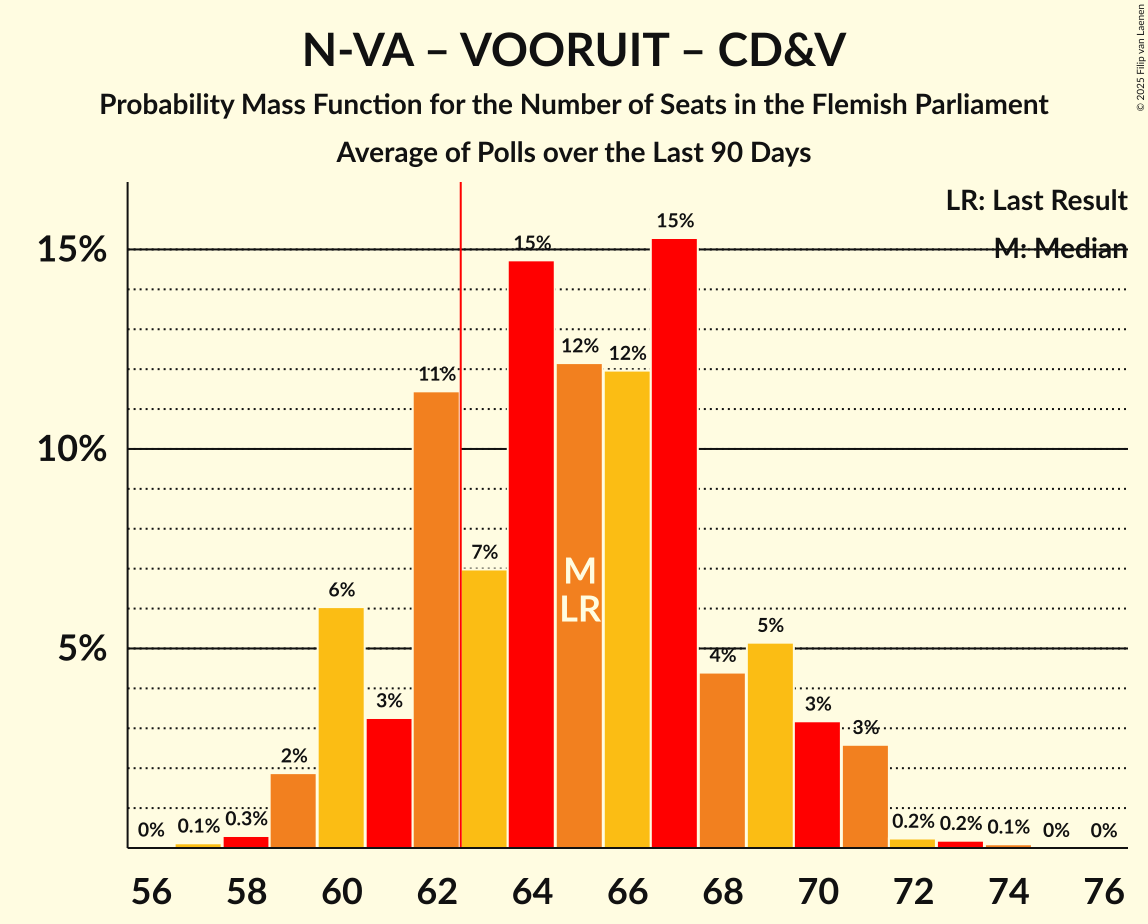 N-VA – VOORUIT – CD&V
Probability Mass Function for the Number of Seats in the Flemish Parliament
Average of Polls over the Last 90 Days
© 2025 Filip van Laenen
LR: Last Result
M: Median
15%
10%
5%
0%
0.1%
0.3%
2%
6%
3%
11%
7%
15%
12%
12%
15%
4%
5%
3%
3%
0.2%
0.2%
0.1%
0%
0%
M
LR
56 58 60 62 64 66 68 70 72 74 76